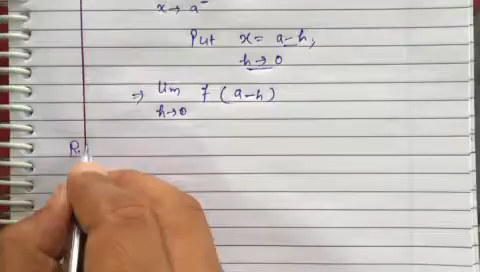 x→ a⁻
Put x = a-h,
h→0
⇒ lim f (a-h)
h→0
R.